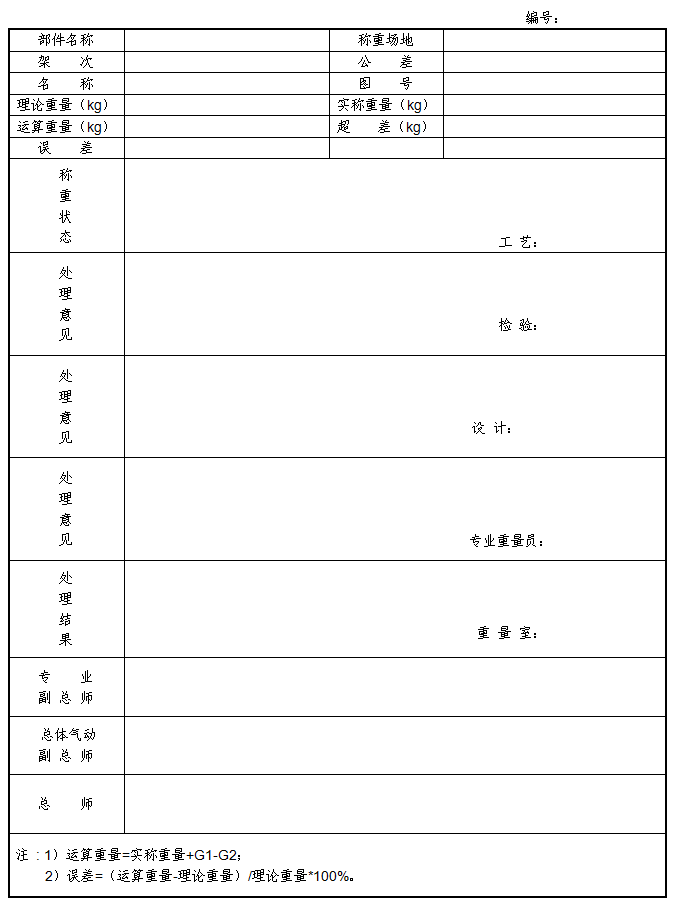 编号：
部件名称 称重场地
架 次 公 差
名 称 图 号
理论重量（kg） 实称重量（kg）
运算重量（kg） 超 差（kg）
误 差
称
重
状
态
工 艺：
处
理
意
见
检 验：
处
理
意
见
设 计：
处
理
意
见
专业重量员：
处
理
结
果
重 量 室：
专 业
副 总 师
总体气动
副 总 师
总 师
注：1）运算重量=实称重量+G1-G2；
2）误差=（运算重量-理论重量）/理论重量*100%。